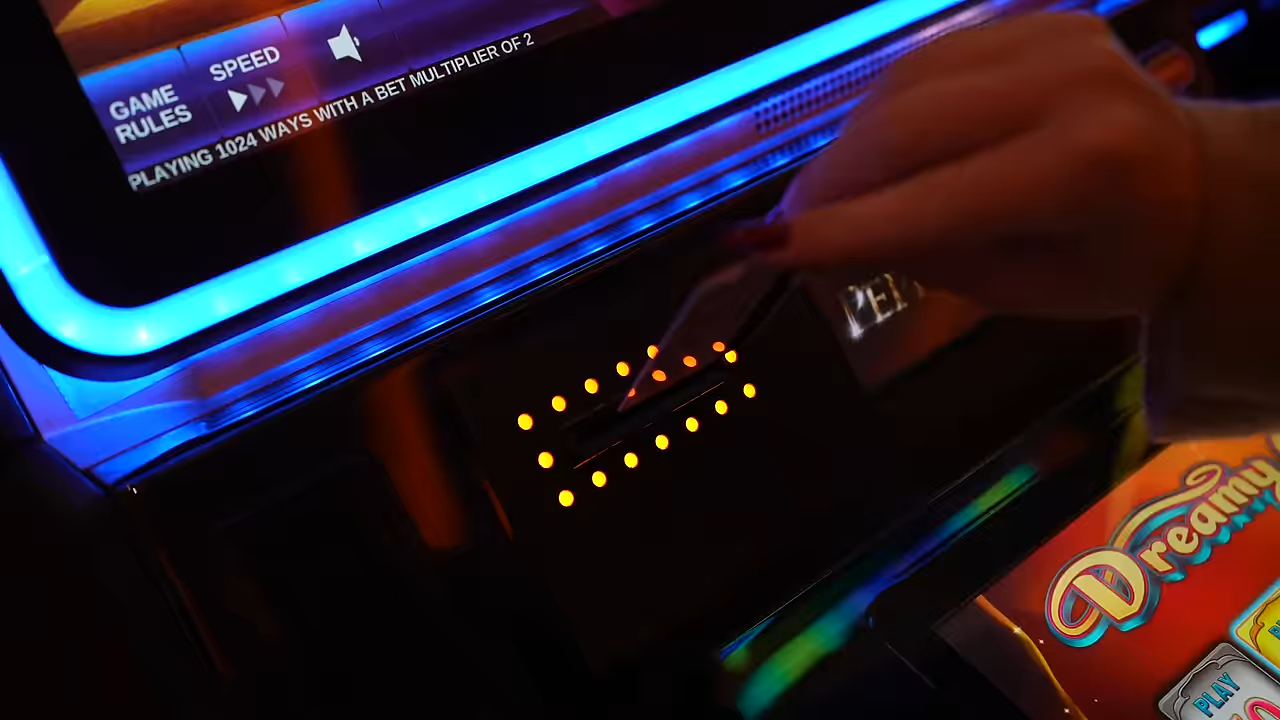 GAME
RULES
SPEED
PLAYING 1024 WAYS WITH A BET MULTIPLIER OF 2
Dreamy
PLAY